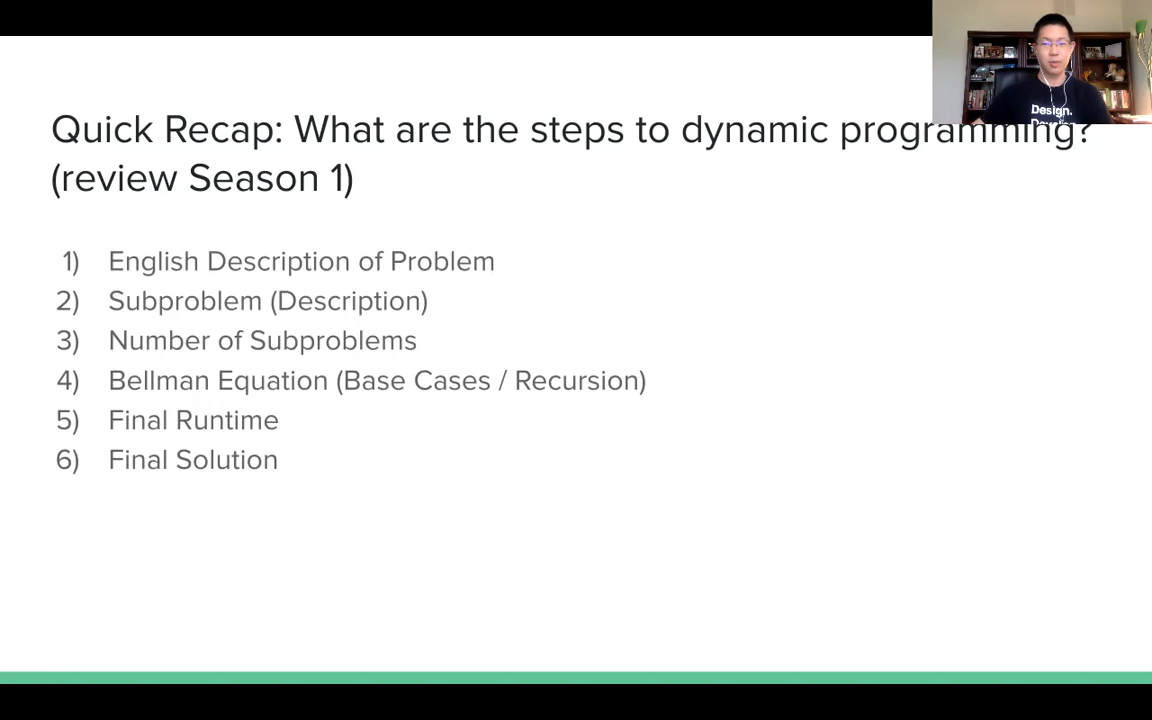 Quick Recap: What are the steps to dynamic programming?
(review Season 1)
1) English Description of Problem
2) Subproblem (Description)
3) Number of Subproblems
4) Bellman Equation (Base Cases / Recursion)
5) Final Runtime
6) Final Solution
Design.